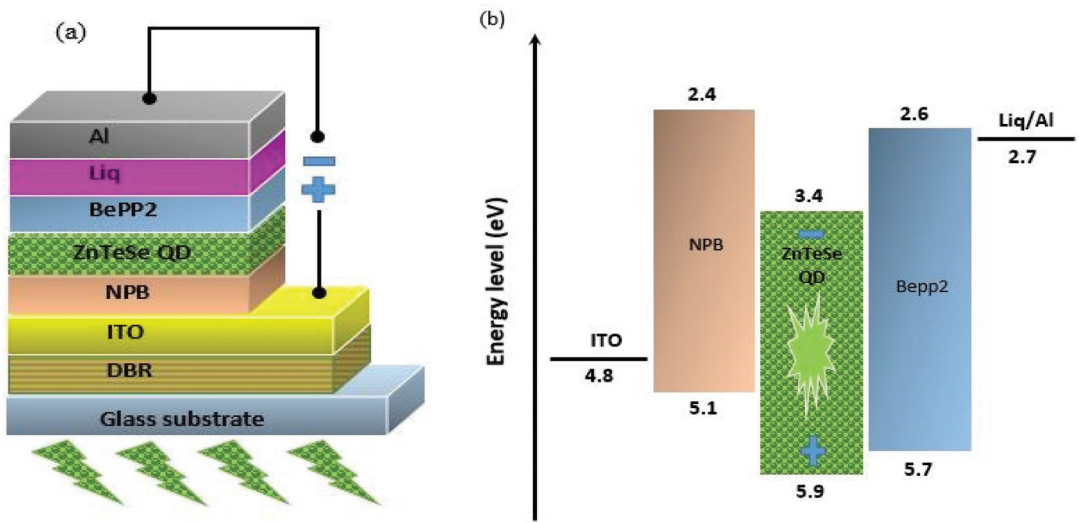 (a)
Al
Liq
BePP2
ZnTeSe QD
NPB
ITO
DBR
Glass substrate
(b)
Energy level (eV)
ITO
4.8
2.4
NPB
5.1
3.4
ZnTeSe
QD
5.9
2.6
Bepp2
5.7
Liq/Al
2.7